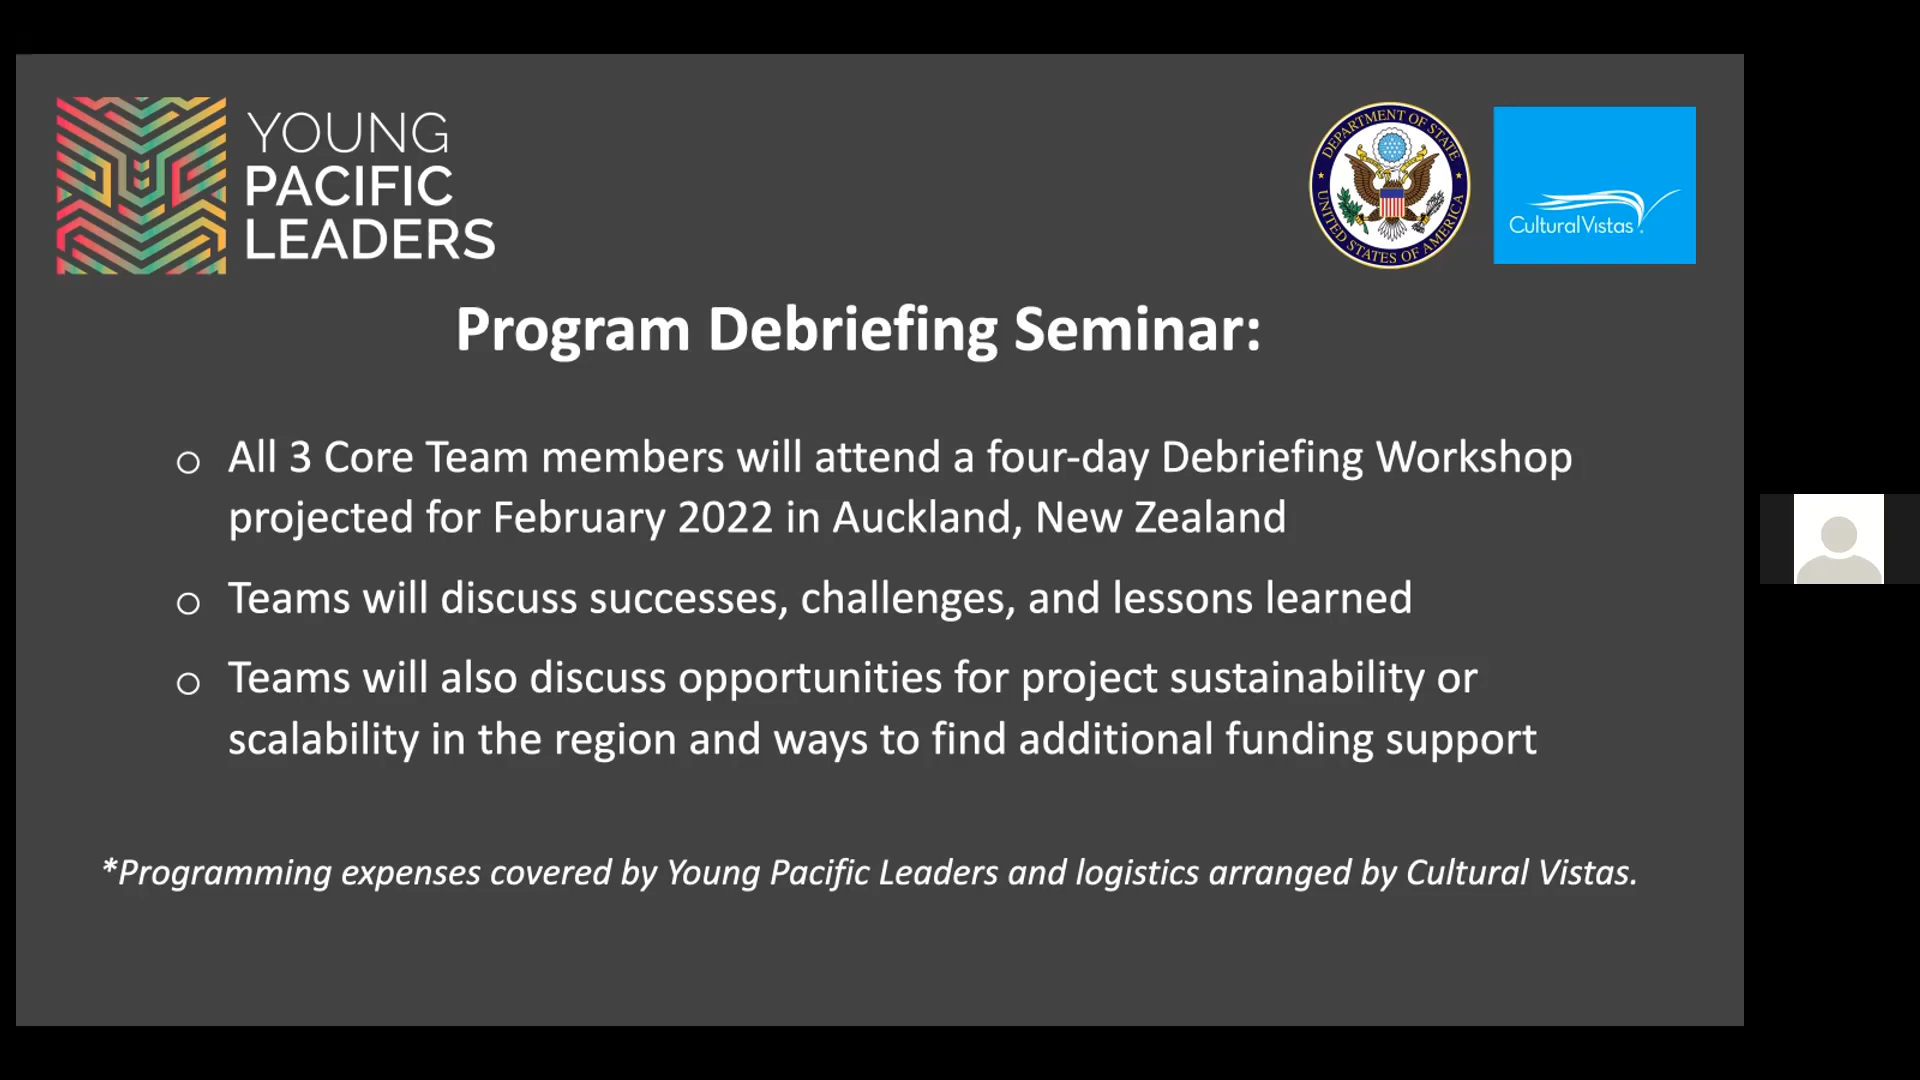 YOUNG
PACIFIC
LEADERS
DEPARTMENT OF STATE
UNITED STATES OF AMERICA
CulturalVistas
Program Debriefing Seminar:
o All 3 Core Team members will attend a four-day Debriefing Workshop
projected for February 2022 in Auckland, New Zealand
o Teams will discuss successes, challenges, and lessons learned
o Teams will also discuss opportunities for project sustainability or
scalability in the region and ways to find additional funding support
*Programming expenses covered by Young Pacific Leaders and logistics arranged by Cultural Vistas.